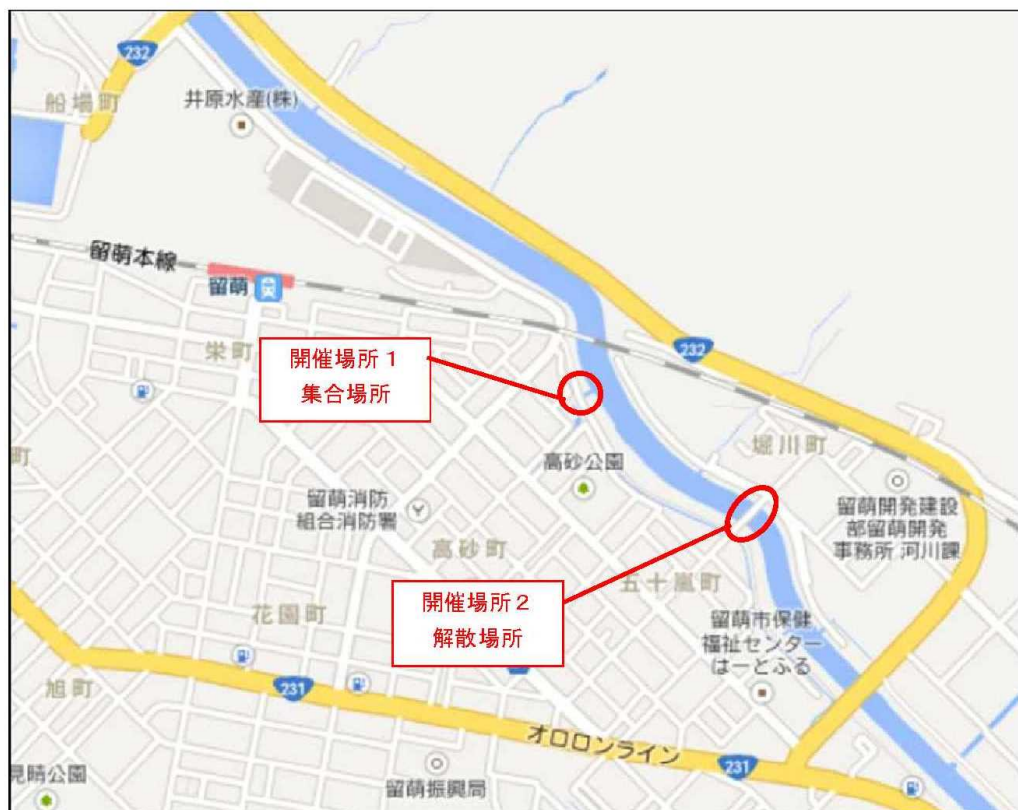 232
船場町
井原水産(株)
留萌本線
留萌
栄町
開催場所1
集合場所
232
堀川町
高砂公園
留萌消防
組合消防署
留萌開発建設
部留萌開発
事務所 河川課
町
高砂町
開催場所2
解散場所
五十嵐町
花園町
留萌市保健
福祉センター
はーとふる
旭町
231
オロロンライン
231
見晴公園
留萌振興局